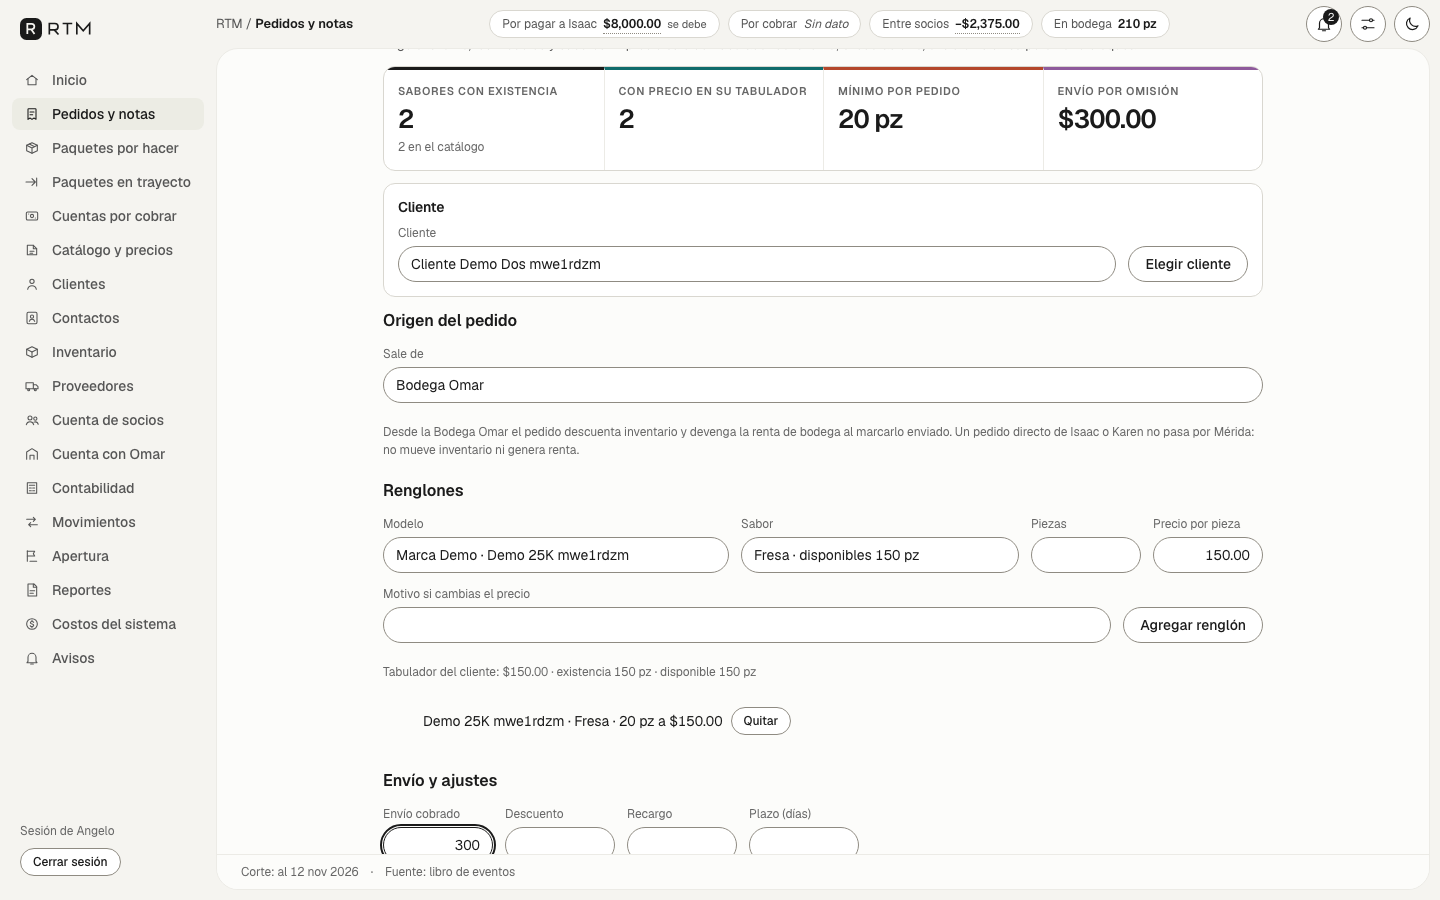 R RTM
RTM / Pedidos y notas
Por pagar a Isaac $8,000.00 se debe
Por cobrar Sin dato
Entre socios −$2,375.00
En bodega 210 pz
2
Inicio
Pedidos y notas
Paquetes por hacer
Paquetes en trayecto
Cuentas por cobrar
Catálogo y precios
Clientes
Contactos
Inventario
Proveedores
Cuenta de socios
Cuenta con Omar
Contabilidad
Movimientos
Apertura
Reportes
Costos del sistema
Avisos
Sesión de Angelo
Cerrar sesión
SABORES CON EXISTENCIA
2
2 en el catálogo
CON PRECIO EN SU TABULADOR
2
MÍNIMO POR PEDIDO
20 pz
ENVÍO POR OMISIÓN
$300.00
Cliente
Cliente
Cliente Demo Dos mwe1rdzm
Elegir cliente
Origen del pedido
Sale de
Bodega Omar
Desde la Bodega Omar el pedido descuenta inventario y devenga la renta de bodega al marcarlo enviado. Un pedido directo de Isaac o Karen no pasa por Mérida:
no mueve inventario ni genera renta.
Renglones
Modelo Sabor Piezas Precio por pieza
Marca Demo · Demo 25K mwe1rdzm Fresa · disponibles 150 pz 150.00
Motivo si cambias el precio
Agregar renglón
Tabulador del cliente: $150.00 · existencia 150 pz · disponible 150 pz
Demo 25K mwe1rdzm · Fresa · 20 pz a $150.00 Quitar
Envío y ajustes
Envío cobrado Descuento Recargo Plazo (días)
300
Corte: al 12 nov 2026 · Fuente: libro de eventos